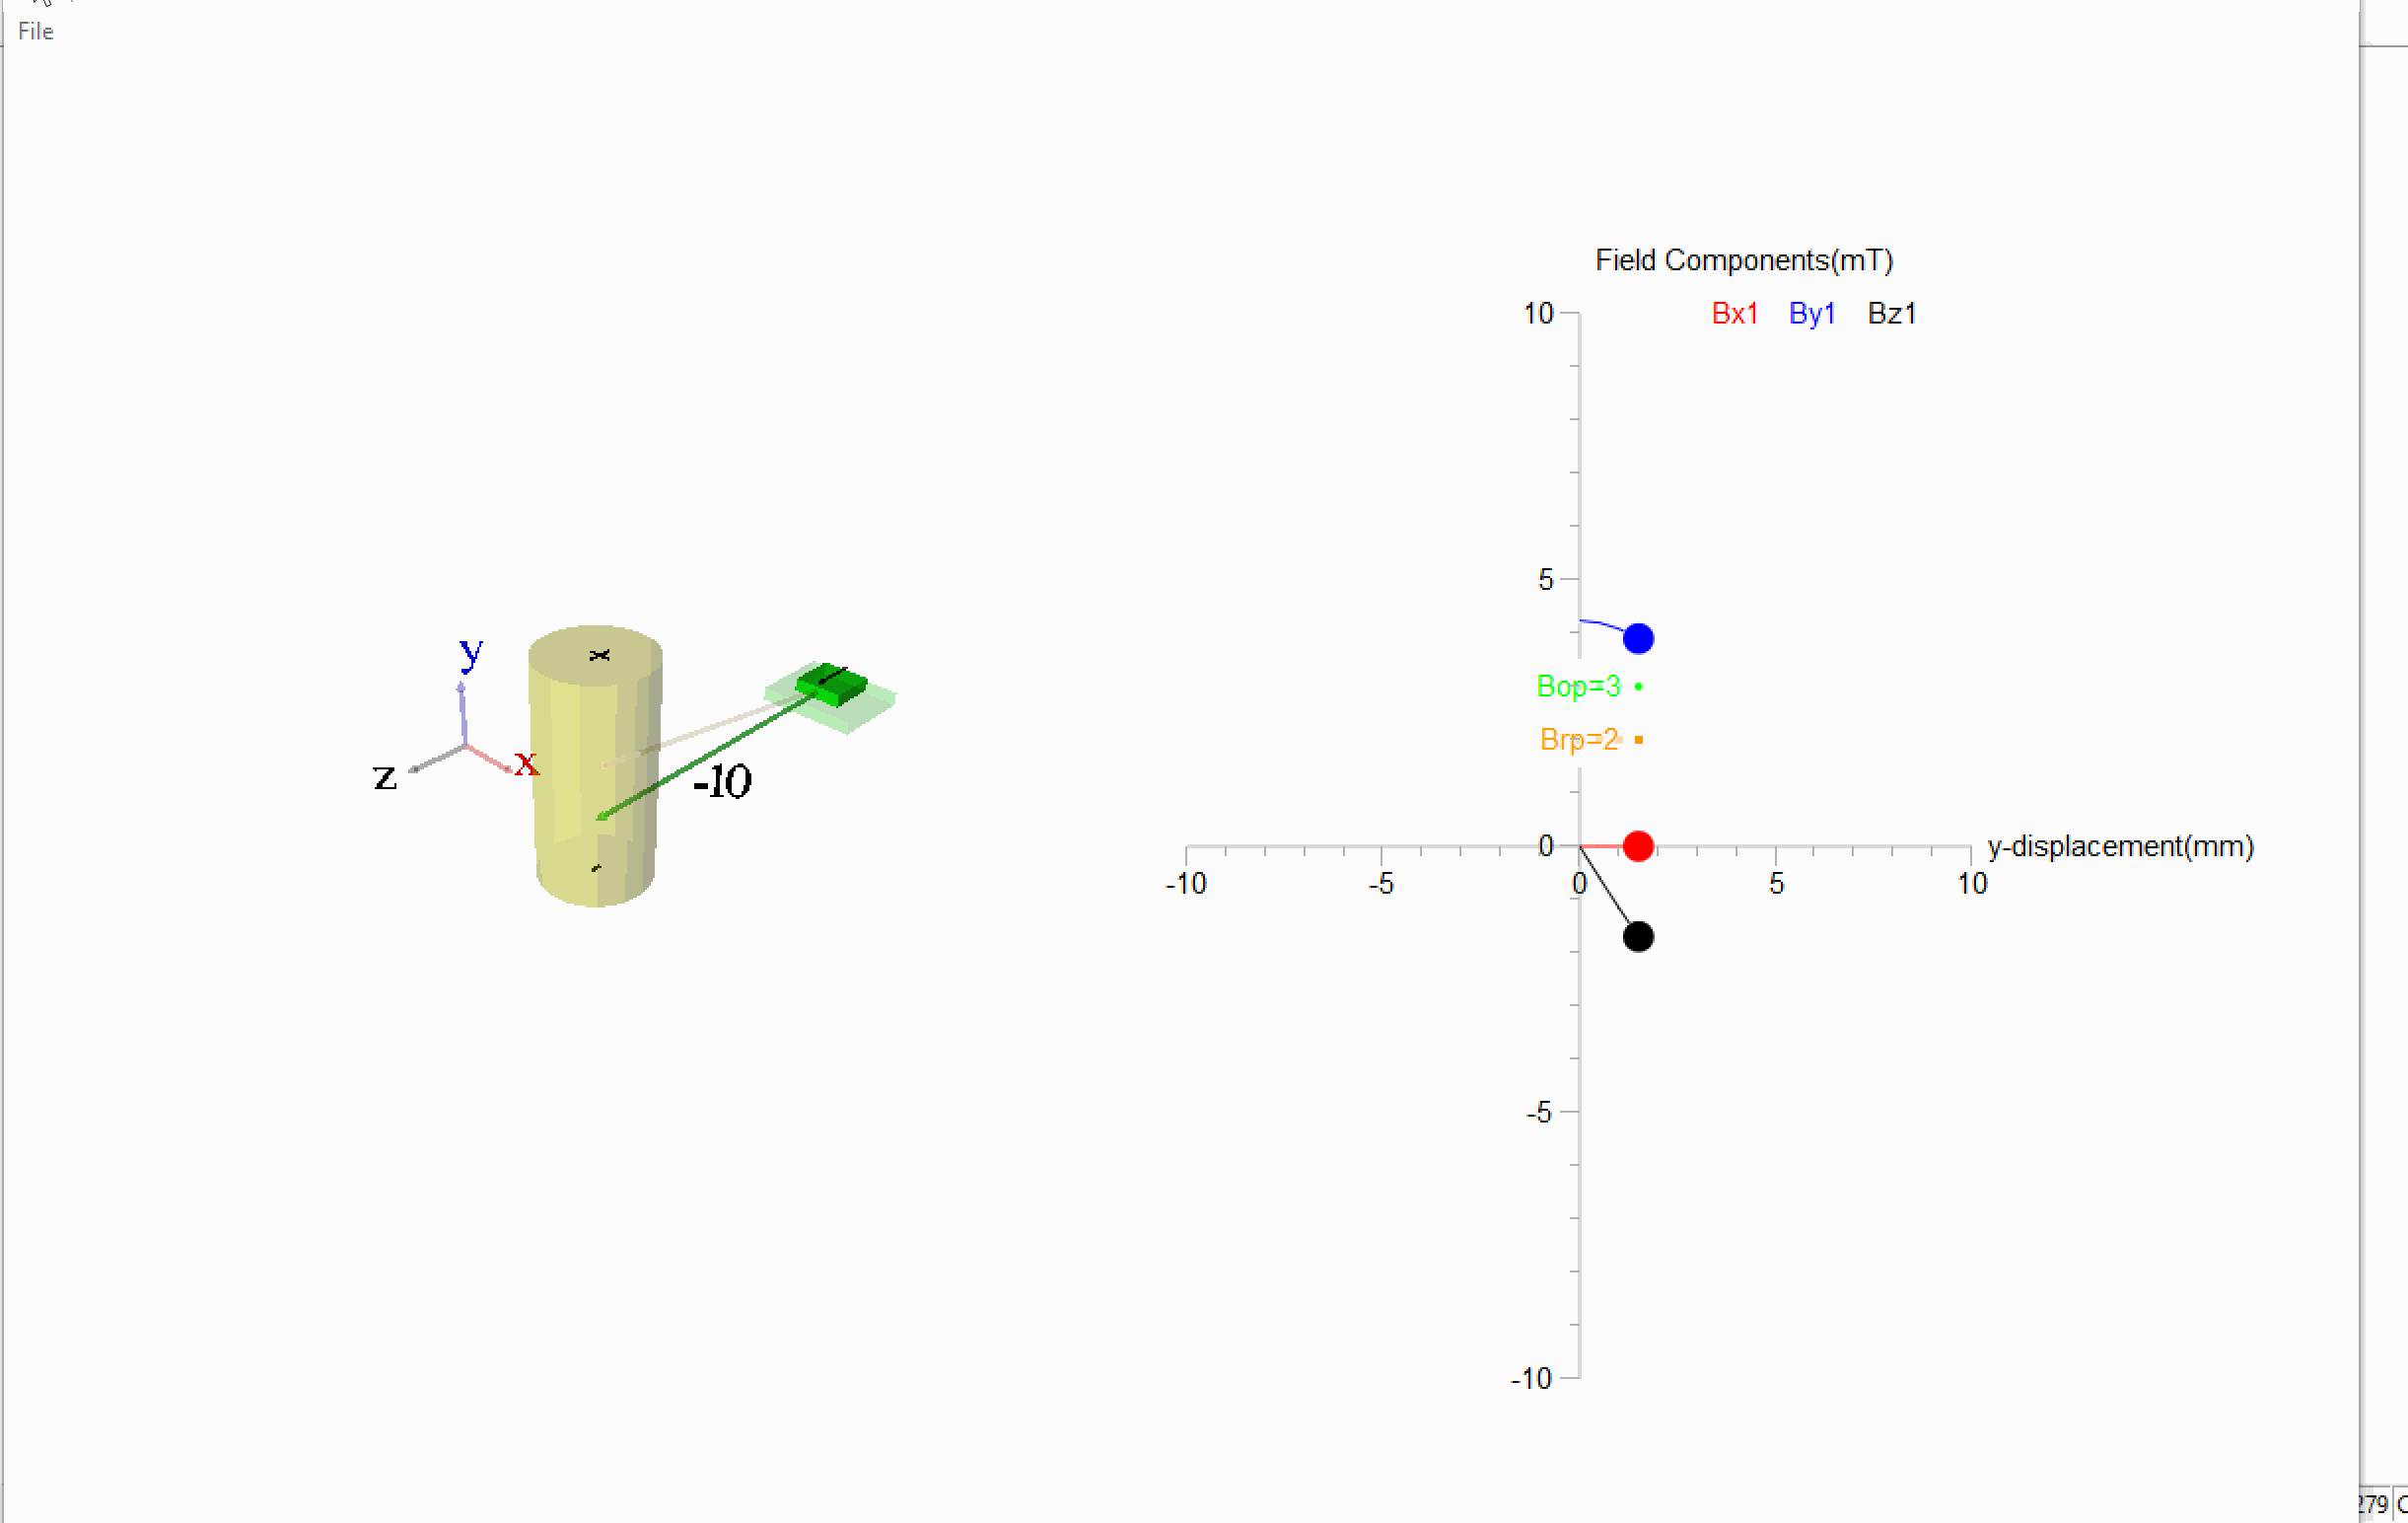 File
y
z
x
-10
Field Components(mT)
Bx1 By1 Bz1
10
5
Bop=3
Brp=2
0
y-displacement(mm)
-10 -5 0 5 10
-5
-10
279